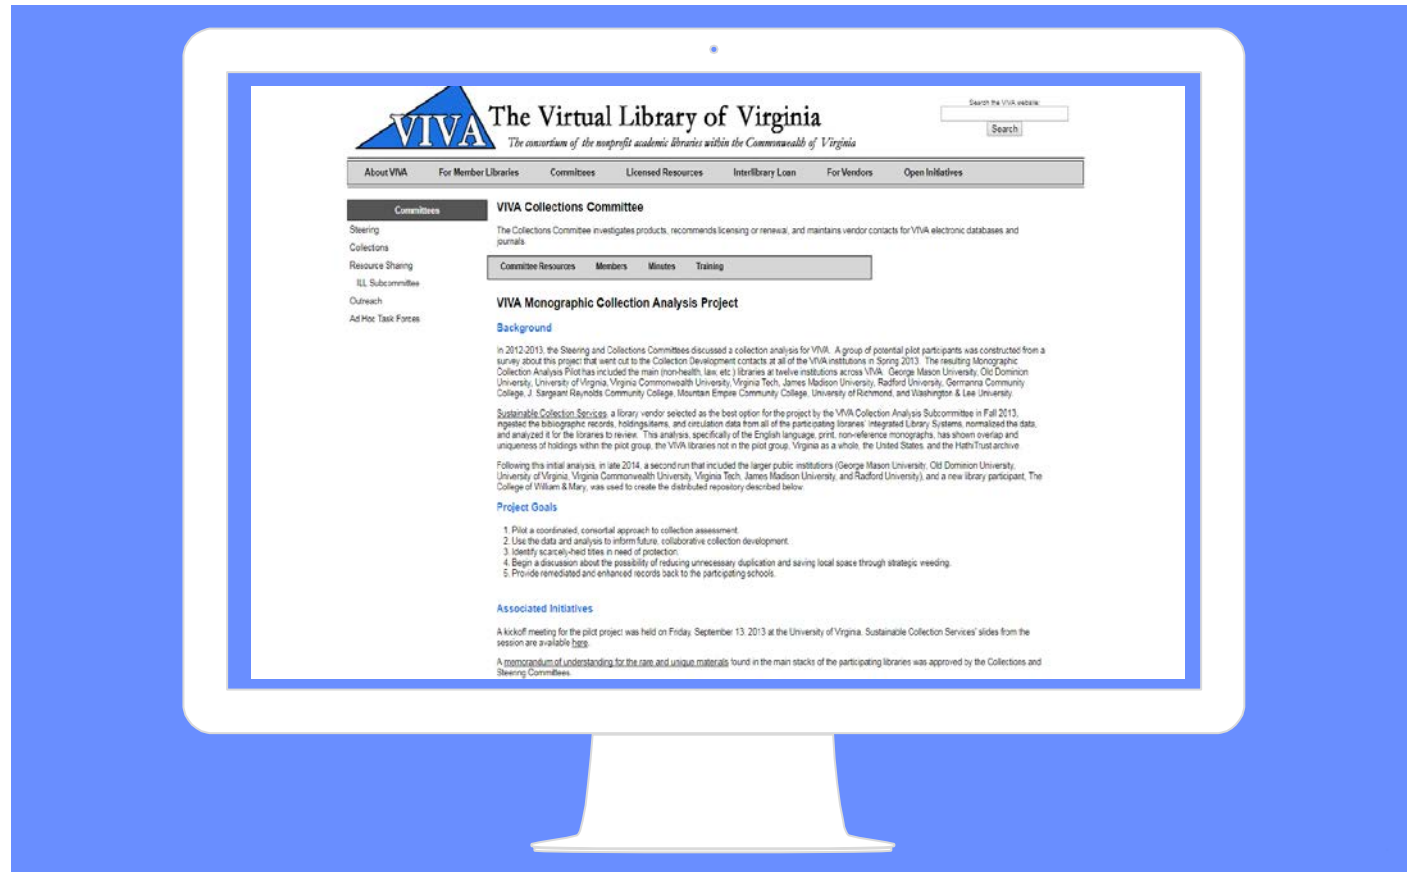 VIVA
The Virtual Library of Virginia
The consortium of the nonprofit academic libraries within the Commonwealth of Virginia
Search the VIVA website:
Search
About VIVA For Member Libraries Committees Licensed Resources Interlibrary Loan For Vendors Open Initiatives
Committees
Steering
Collections
Resource Sharing
ILL Subcommittee
Outreach
Ad Hoc Task Forces
VIVA Collections Committee
The Collections Committee investigates products, recommends licensing or renewal, and maintains vendor contacts for VIVA electronic databases and
journals.
Committee Resources Members Minutes Training
VIVA Monographic Collection Analysis Project
Background
In 2012-2013, the Steering and Collections Committees discussed a collection analysis for VIVA. A group of potential pilot participants was constructed from a
survey about this project that went out to the Collection Development contacts at all of the VIVA institutions in Spring 2013. The resulting Monographic
Collection Analysis Pilot has included the main (non-health, law, etc.) libraries at twelve institutions across VIVA: George Mason University, Old Dominion
University, University of Virginia, Virginia Commonwealth University, Virginia Tech, James Madison University, Radford University, Germanna Community
College, J. Sargeant Reynolds Community College, Mountain Empire Community College, University of Richmond, and Washington & Lee University.
Sustainable Collection Services, a library vendor selected as the best option for the project by the VIVA Collection Analysis Subcommittee in Fall 2013,
ingested the bibliographic records, holdings/items, and circulation data from all of the participating libraries' Integrated Library Systems, normalized the data,
and analyzed it for the libraries to review. This analysis, specifically of the English language, print, non-reference monographs, has shown overlap and
uniqueness of holdings within the pilot group, the VIVA libraries not in the pilot group, Virginia as a whole, the United States, and the HathiTrust archive.
Following this initial analysis, in late 2014, a second run that included the larger public institutions (George Mason University, Old Dominion University,
University of Virginia, Virginia Commonwealth University, Virginia Tech, James Madison University, and Radford University), and a new library participant, The
College of William & Mary, was used to create the distributed repository described below.
Project Goals
1. Pilot a coordinated, consortial approach to collection assessment.
2. Use the data and analysis to inform future, collaborative collection development.
3. Identify scarcely-held titles in need of protection.
4. Begin a discussion about the possibility of reducing unnecessary duplication and saving local space through strategic weeding.
5. Provide remediated and enhanced records back to the participating schools.
Associated Initiatives
A kickoff meeting for the pilot project was held on Friday, September 13, 2013 at the University of Virginia. Sustainable Collection Services' slides from the
session are available here.
A memorandum of understanding for the rare and unique materials found in the main stacks of the participating libraries was approved by the Collections and
Steering Committees.